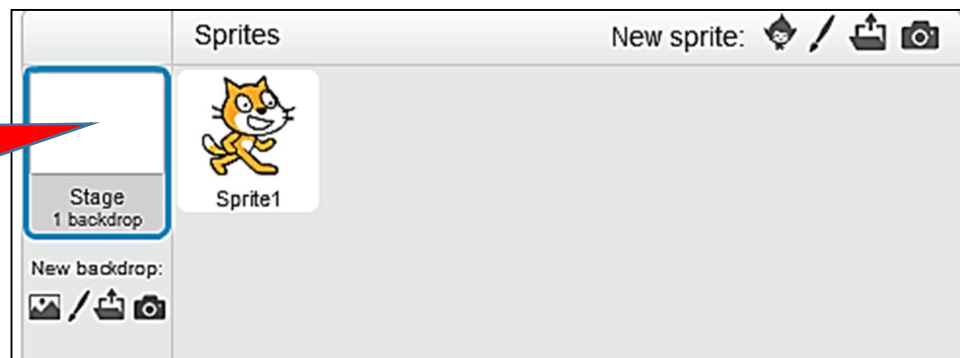 Sprites
New sprite:
Stage
1 backdrop
Sprite1
New backdrop: